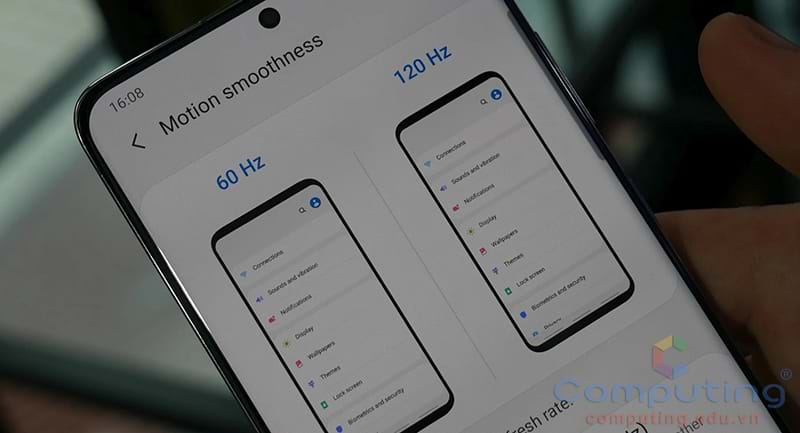 16:08
Motion smoothness
60 Hz
120 Hz
Connections
Sounds and vibration
Notifications
Display
Wallpapers
Themes
Lock screen
Biometrics and security
Connections
Sounds and vibration
Notifications
Display
Wallpapers
Themes
Lock screen
Biometrics and security
Privacy
fresh rate.
Computing®
computing.edu.vn